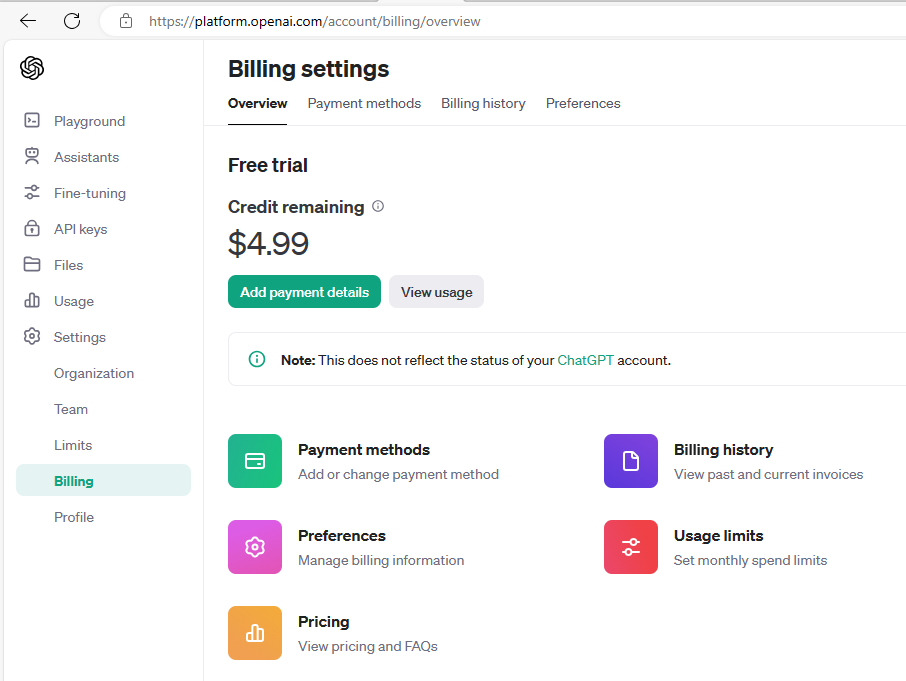 https://platform.openai.com/account/billing/overview
Playground
Assistants
Fine-tuning
API keys
Files
Usage
Settings
Organization
Team
Limits
Billing
Profile
Billing settings
Overview Payment methods Billing history Preferences
Free trial
Credit remaining
$4.99
Add payment details View usage
Note: This does not reflect the status of your ChatGPT account.
Payment methods
Add or change payment method
Billing history
View past and current invoices
Preferences
Manage billing information
Usage limits
Set monthly spend limits
Pricing
View pricing and FAQs